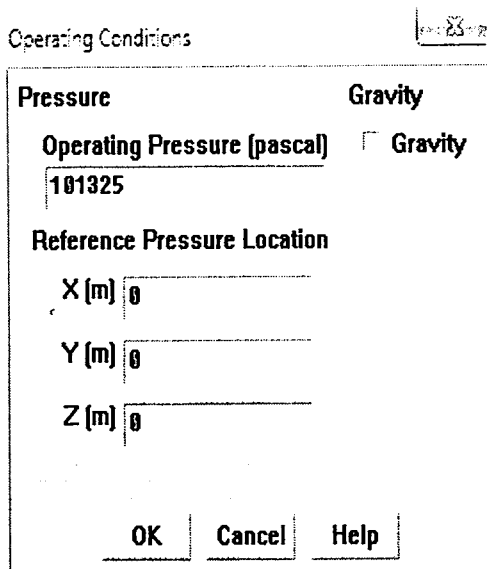 Operating Conditions
Pressure
Gravity
Operating Pressure (pascal)
Gravity
101325
Reference Pressure Location
X (m) 0
Y (m) 0
Z (m) 0
OK Cancel Help